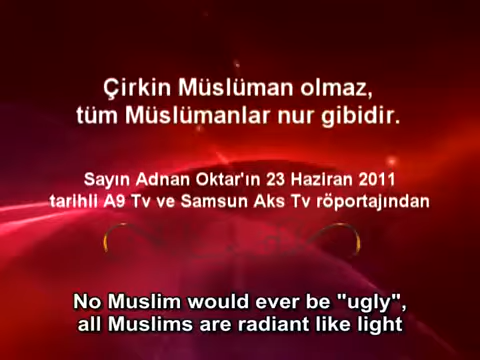 Çirkin Müslüman olmaz,
tüm Müslümanlar nur gibidir.
Sayın Adnan Oktar'ın 23 Haziran 2011
tarihli A9 Tv ve Samsun Aks Tv röportajından
No Muslim would ever be "ugly",
all Muslims are radiant like light